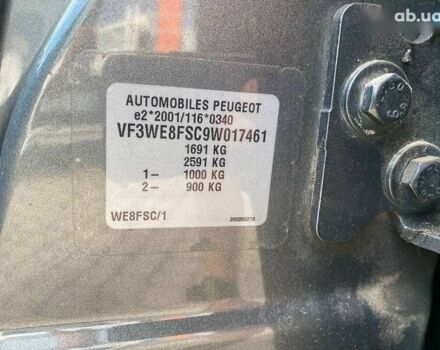 ab.ua
AUTOMOBILES PEUGEOT
e2*2001/116*0340
VF3WE8FSC9W017461
1691 KG
2591 KG
1- 1000 KG
2- 900 KG
WE8FSC/1